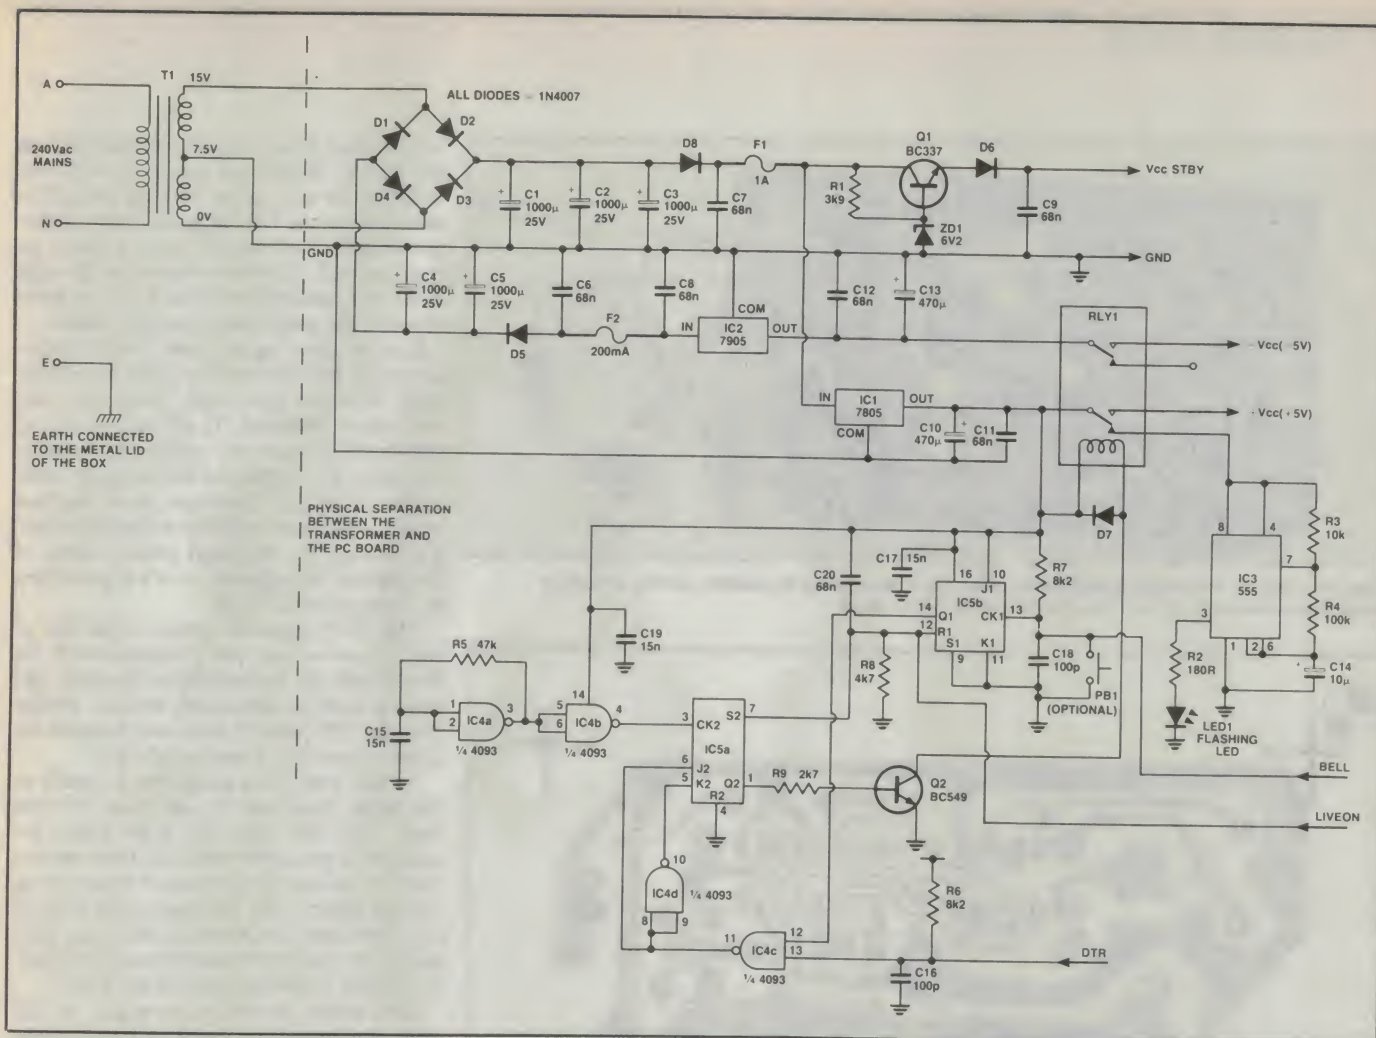 T1
15V
A
240Vac
MAINS
7.5V
N
0V
E
EARTH CONNECTED
TO THE METAL LID
OF THE BOX
PHYSICAL SEPARATION
BETWEEN THE
TRANSFORMER AND
THE PC BOARD
ALL DIODES - 1N4007
D1
D2
D4
D3
C1
1000µ
25V
C2
1000µ
25V
C3
1000µ
25V
D8
C7
68n
F1
1A
R1
3k9
Q1
BC337
ZD1
6V2
D6
C9
68n
Vcc STBY
GND
GND
C4
1000µ
25V
C5
1000µ
25V
C6
68n
D5
F2
200mA
C8
68n
COM
IN
IC2
7905
OUT
C12
68n
C13
470µ
RLY1
-Vcc(-5V)
IN
IC1
7805
OUT
COM
C10
470µ
C11
68n
-Vcc(+5V)
D7
C17
15n
C20
68n
16
10
J1
14
Q1
IC5b
CK1
13
12
R1
S1
K1
9
11
R7
8k2
R8
4k7
C18
100p
PB1
(OPTIONAL)
8
4
7
IC3
555
3
1
2
6
R3
10k
R4
100k
C14
10µ
R2
180R
LED1
FLASHING
LED
BELL
LIVEON
R5 47k
C19
15n
14
1
2
IC4a
3
¼ 4093
5
6
IC4b
4
¼ 4093
C15
15n
3
CK2
S2
7
IC5a
6
J2
5
K2
Q2
1
R2
4
R9 2k7
Q2
BC549
10
IC4d
¼ 4093
8
9
11
IC4c
12
13
¼ 4093
R6
8k2
C16
100p
DTR